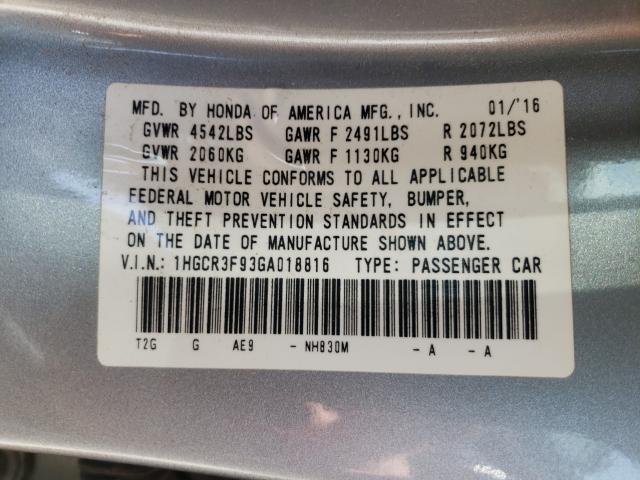 MFD. BY HONDA OF AMERICA MFG., INC. 01/'16
GVWR 4542LBS GAWR F 2491LBS R 2072LBS
GVWR 2060KG GAWR F 1130KG R 940KG
THIS VEHICLE CONFORMS TO ALL APPLICABLE
FEDERAL MOTOR VEHICLE SAFETY, BUMPER,
AND THEFT PREVENTION STANDARDS IN EFFECT
ON THE DATE OF MANUFACTURE SHOWN ABOVE.
V.I.N.: 1HGCR3F93GA018816 TYPE: PASSENGER CAR
T2G G AE9 - NH830M - A - A